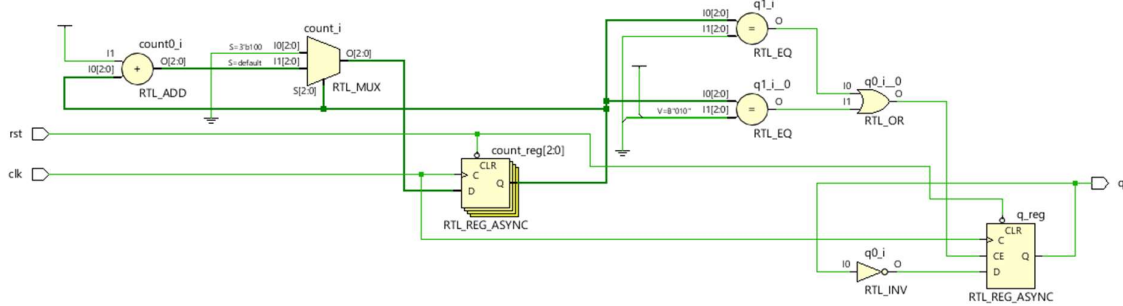 q1_i
count_i
I0[2:0]
O
count0_i
I1[2:0]
=
S=3'b100
I0[2:0]
O[2:0]
RTL_EQ
I1
O[2:0]
S=default
I1[2:0]
I0[2:0]
+
q1_i__0
RTL_ADD
S[2:0]
RTL_MUX
q0_i__0
I0[2:0]
O
I0
O
V=B"010"
I1[2:0]
=
I1
RTL_EQ
RTL_OR
rst
count_reg[2:0]
CLR
clk
C
Q
D
q
RTL_REG_ASYNC
q_reg
CLR
C
q0_i
CE
Q
I0
O
D
RTL_INV
RTL_REG_ASYNC